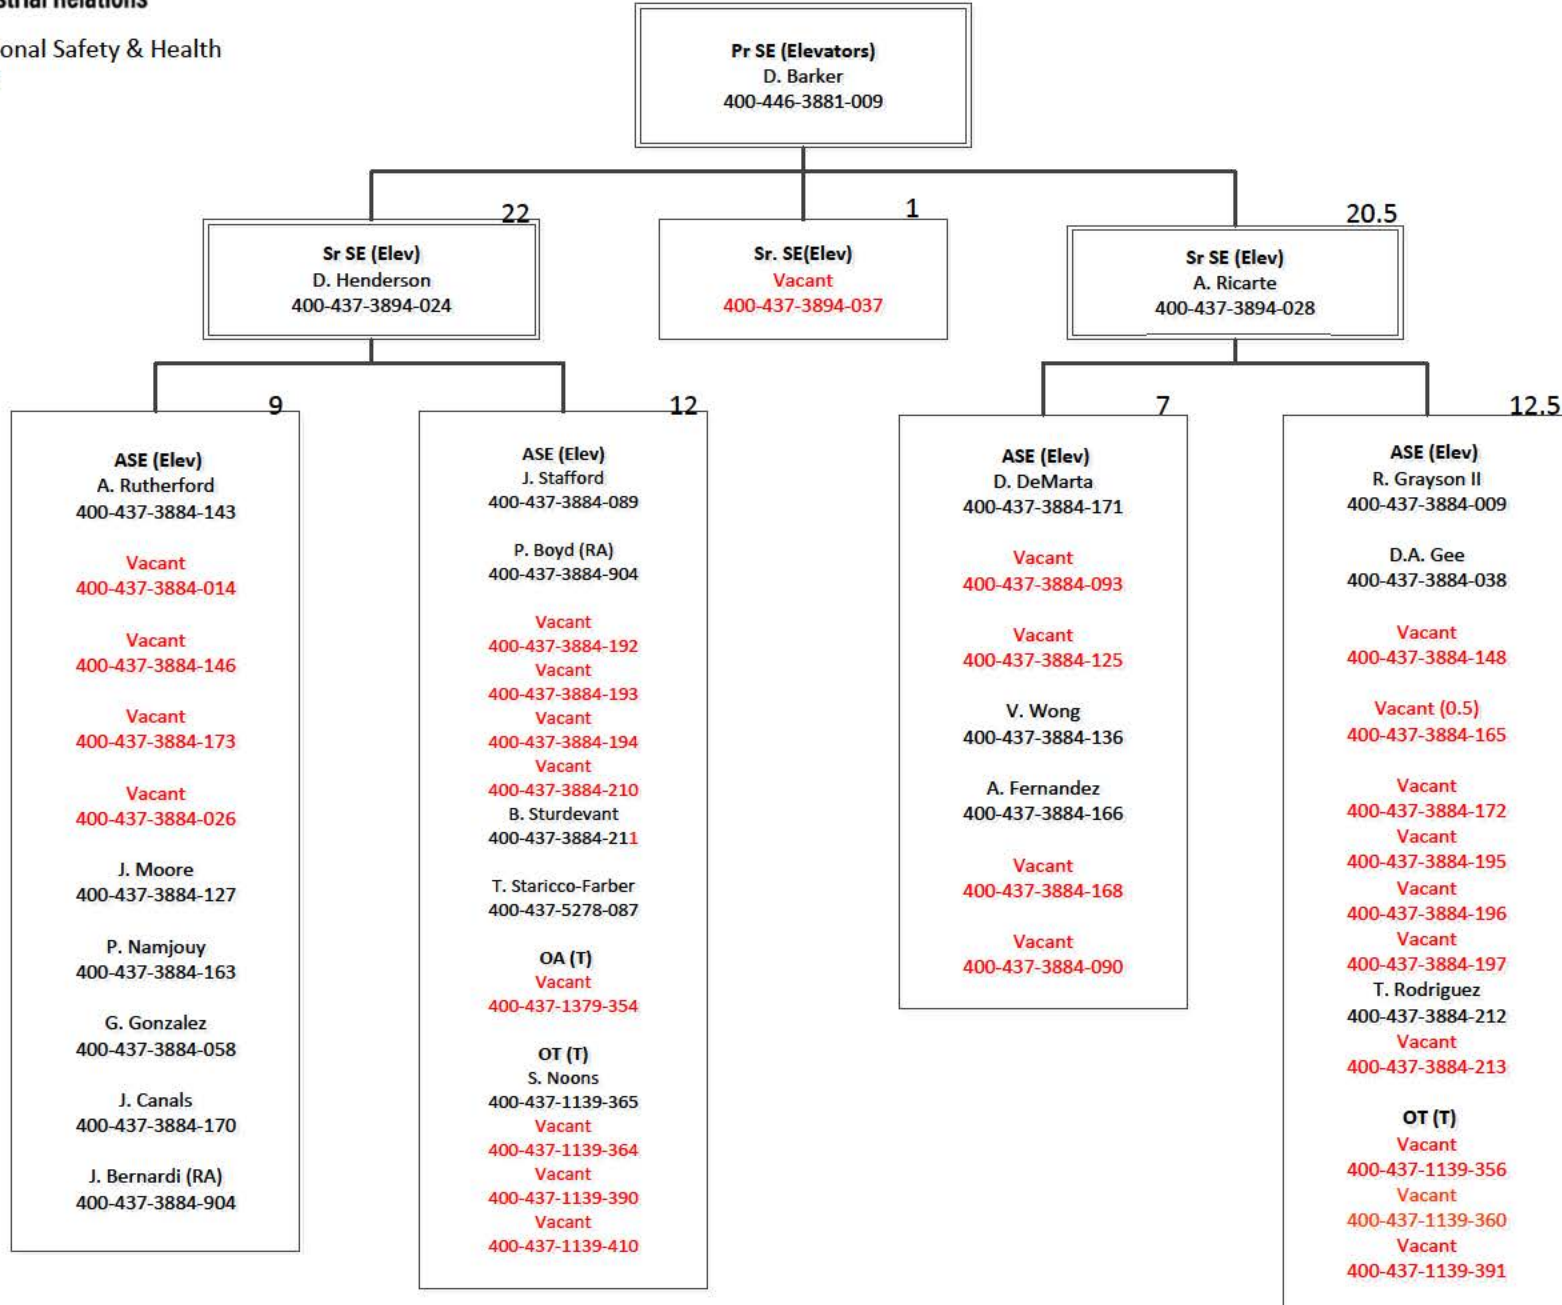 onal Safety & Health
Pr SE (Elevators)
D. Barker
400-446-3881-009
22
Sr SE (Elev)
D. Henderson
400-437-3894-024
1
Sr. SE(Elev)
Vacant
400-437-3894-037
20.5
Sr SE (Elev)
A. Ricarte
400-437-3894-028
9
ASE (Elev)
A. Rutherford
400-437-3884-143
Vacant
400-437-3884-014
Vacant
400-437-3884-146
Vacant
400-437-3884-173
Vacant
400-437-3884-026
J. Moore
400-437-3884-127
P. Namjouy
400-437-3884-163
G. Gonzalez
400-437-3884-058
J. Canals
400-437-3884-170
J. Bernardi (RA)
400-437-3884-904
12
ASE (Elev)
J. Stafford
400-437-3884-089
P. Boyd (RA)
400-437-3884-904
Vacant
400-437-3884-192
Vacant
400-437-3884-193
Vacant
400-437-3884-194
Vacant
400-437-3884-210
B. Sturdevant
400-437-3884-211
T. Staricco-Farber
400-437-5278-087
OA (T)
Vacant
400-437-1379-354
OT (T)
S. Noons
400-437-1139-365
Vacant
400-437-1139-364
Vacant
400-437-1139-390
Vacant
400-437-1139-410
7
ASE (Elev)
D. DeMarta
400-437-3884-171
Vacant
400-437-3884-093
Vacant
400-437-3884-125
V. Wong
400-437-3884-136
A. Fernandez
400-437-3884-166
Vacant
400-437-3884-168
Vacant
400-437-3884-090
12.5
ASE (Elev)
R. Grayson II
400-437-3884-009
D.A. Gee
400-437-3884-038
Vacant
400-437-3884-148
Vacant (0.5)
400-437-3884-165
Vacant
400-437-3884-172
Vacant
400-437-3884-195
Vacant
400-437-3884-196
Vacant
400-437-3884-197
T. Rodriguez
400-437-3884-212
Vacant
400-437-3884-213
OT (T)
Vacant
400-437-1139-356
Vacant
400-437-1139-360
Vacant
400-437-1139-391